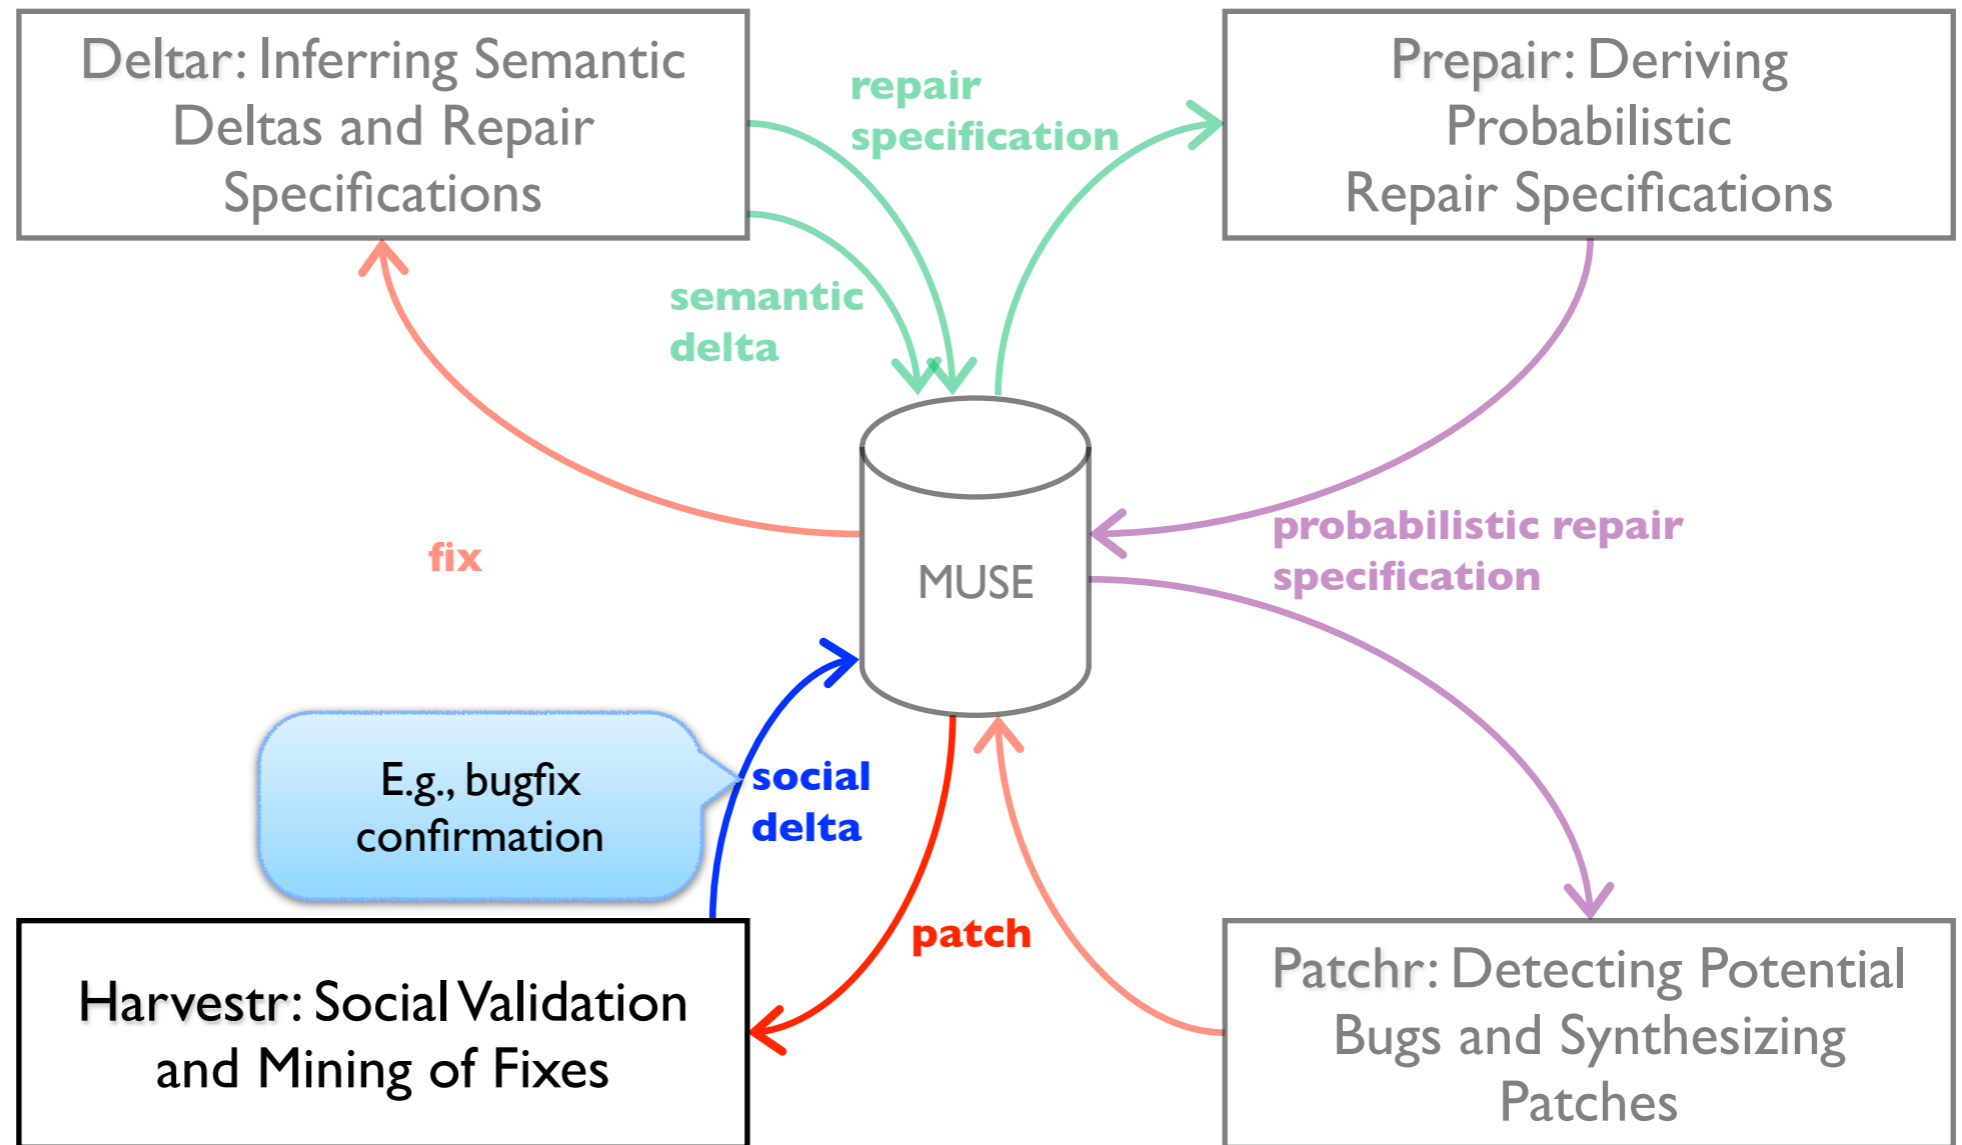 Deltar: Inferring Semantic
Deltas and Repair
Specifications
repair
specification
Prepair: Deriving
Probabilistic
Repair Specifications
semantic
delta
fix
MUSE
probabilistic repair
specification
E.g., bugfix
confirmation
social
delta
patch
Harvestr: Social Validation
and Mining of Fixes
Patchr: Detecting Potential
Bugs and Synthesizing
Patches